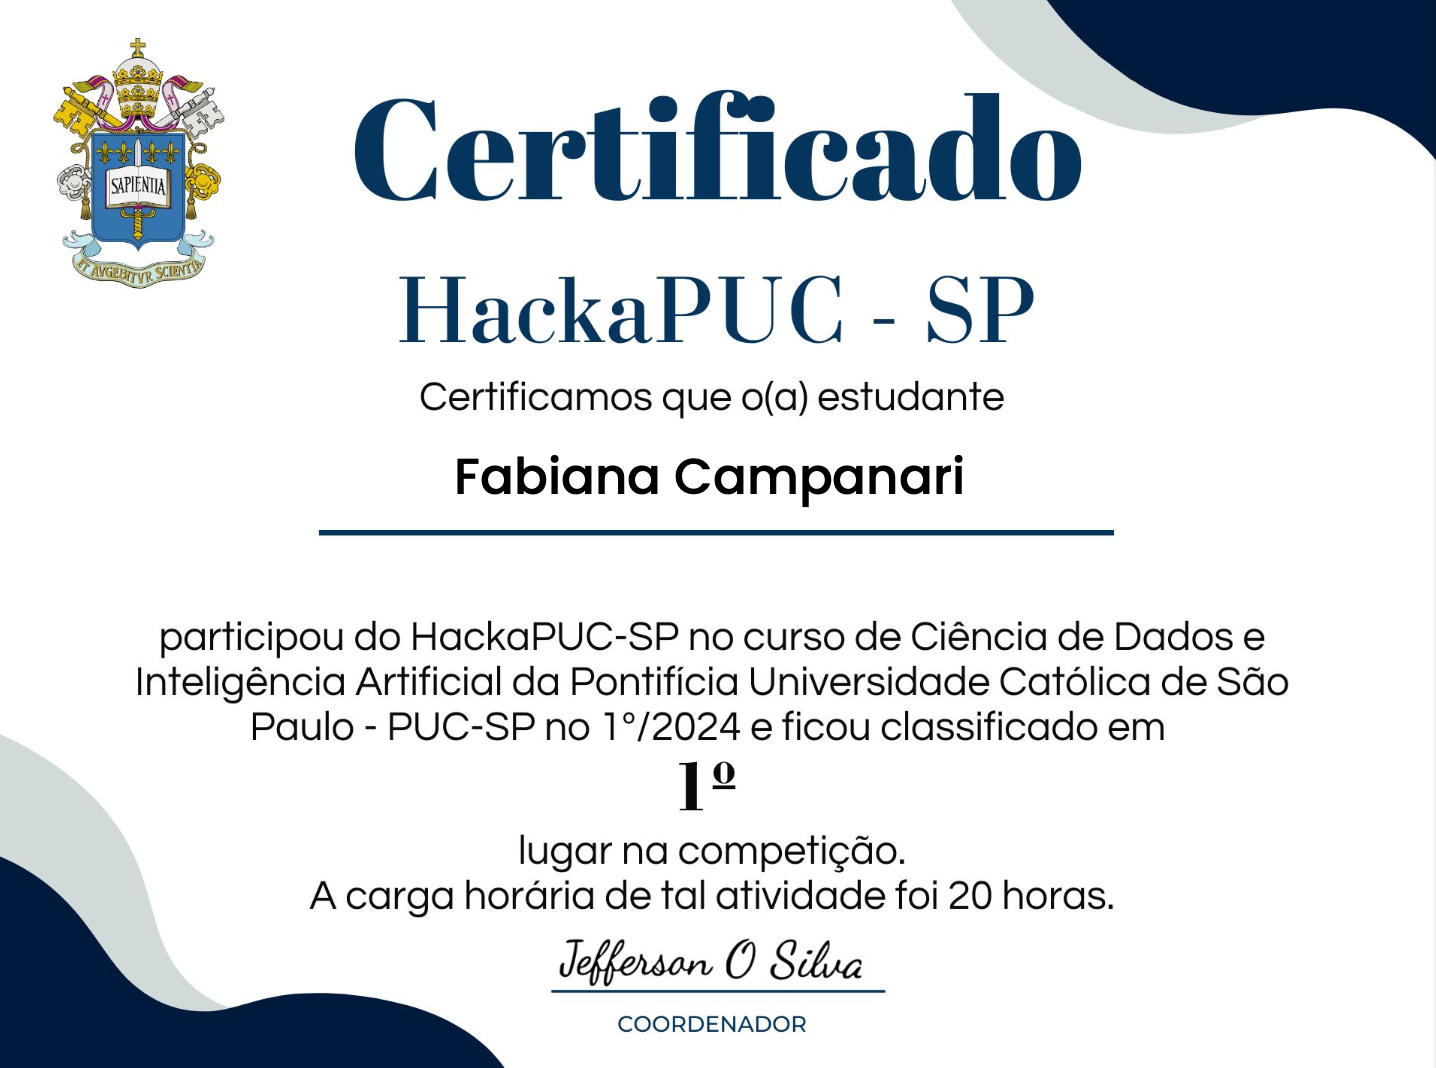 SAPIENTIA
ET AVGEBITVR SCIENTIA
Certificado
HackaPUC - SP
Certificamos que o(a) estudante
Fabiana Campanari
participou do HackaPUC-SP no curso de Ciência de Dados e
Inteligência Artificial da Pontifícia Universidade Católica de São
Paulo - PUC-SP no 1º/2024 e ficou classificado em
1º
lugar na competição.
A carga horária de tal atividade foi 20 horas.
Jefferson O Silva
COORDENADOR